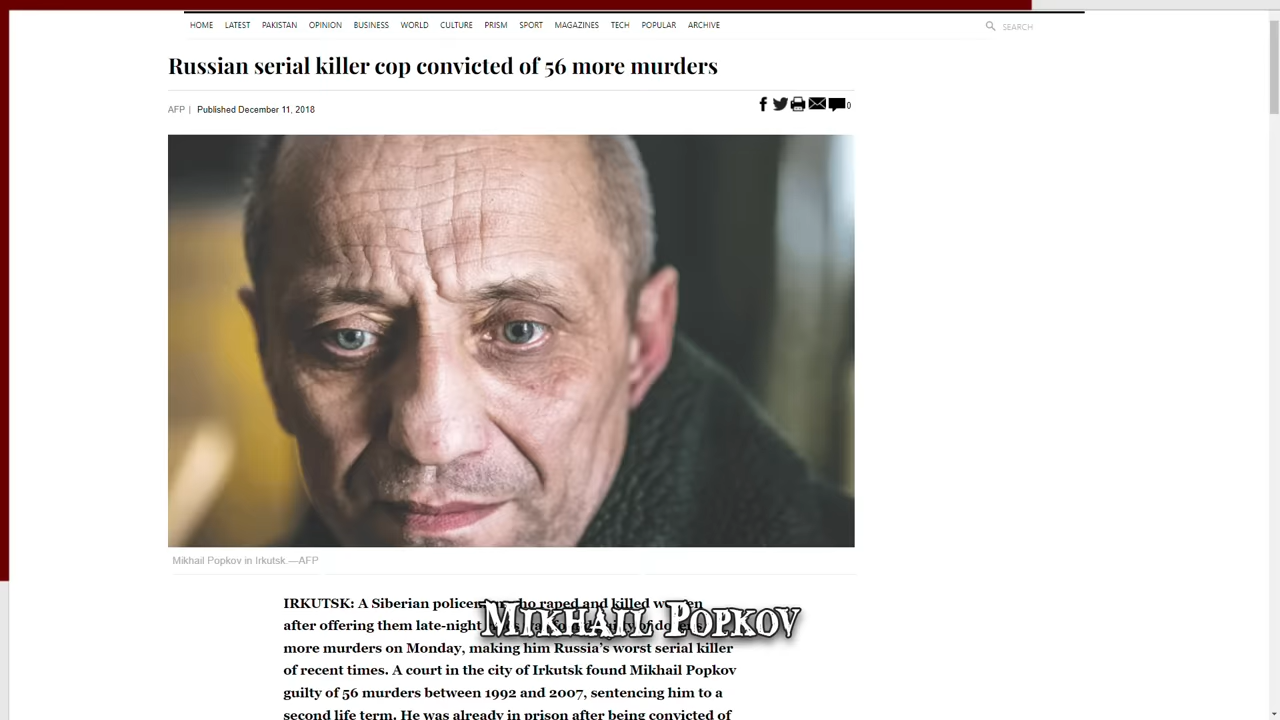 HOME LATEST PAKISTAN OPINION BUSINESS WORLD CULTURE PRISM SPORT MAGAZINES TECH POPULAR ARCHIVE SEARCH
Russian serial killer cop convicted of 56 more murders
AFP | Published December 11, 2018
0
Mikhail Popkov in Irkutsk.—AFP
IRKUTSK: A Siberian raped and killed
after offering them late-night
more murders on Monday, making him Russia's worst serial killer
of recent times. A court in the city of Irkutsk found Mikhail Popkov
guilty of 56 murders between 1992 and 2007, sentencing him to a
second life term. He was already in prison after being convicted of
Mikhail Popkov